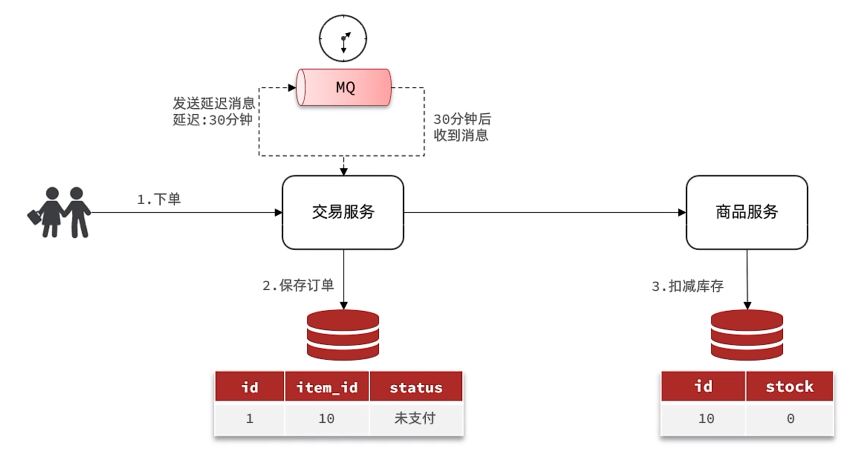 MQ
发送延迟消息
延迟:30分钟
30分钟后
收到消息
1.下单
交易服务
商品服务
2.保存订单
3.扣减库存
id item_id status
1 10 未支付
id stock
10 0